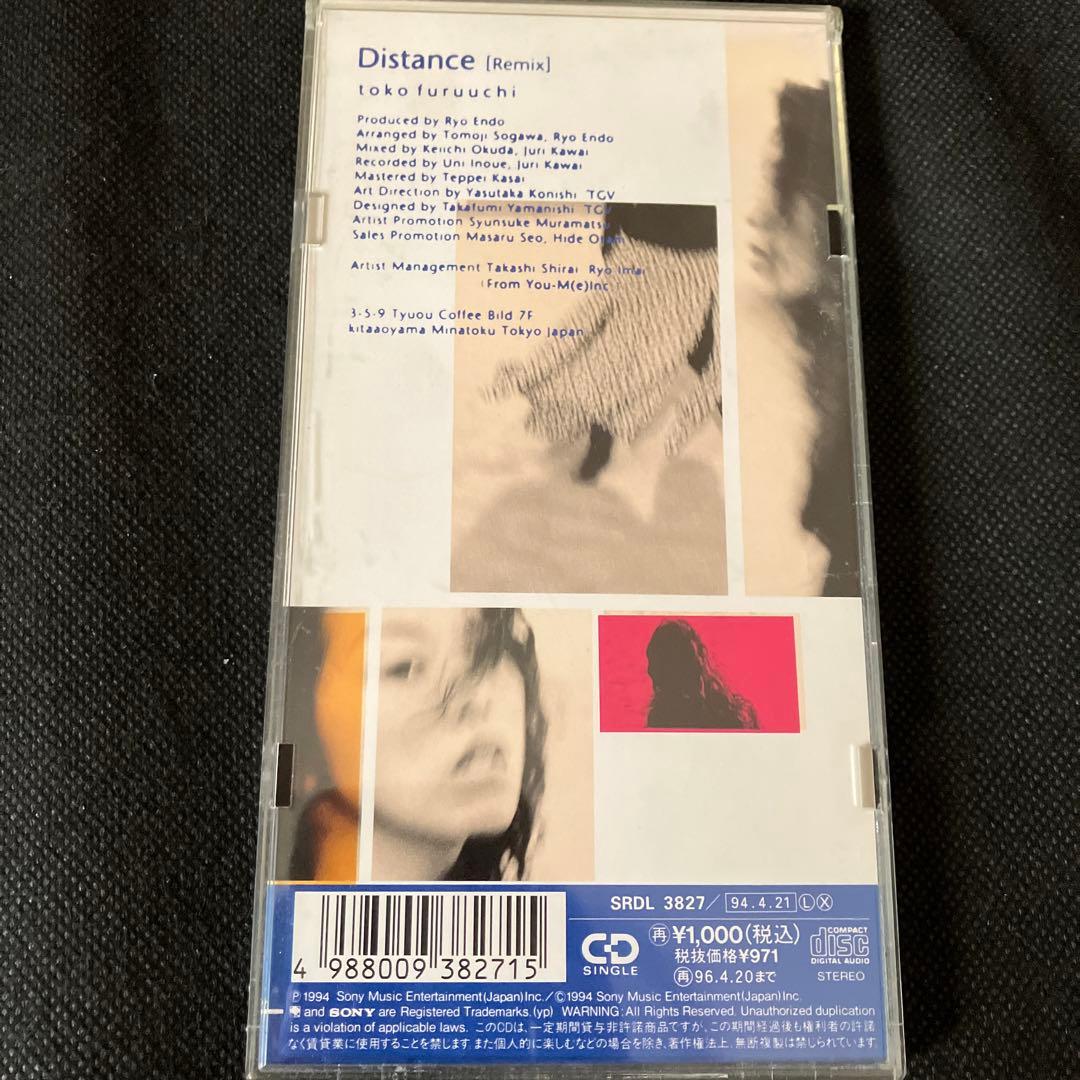 Distance [Remix]
toko furuuchi
Produced by Ryo Endo
Arranged by Tomoji Sogawa, Ryo Endo
Mixed by Keiichi Okuda, Juri Kawai
Recorded by Uni Inoue, Juri Kawai
Mastered by Teppei Kasai
Art Direction by Yasutaka Konishi TGV
Designed by Takafumi Yamanishi TGV
Artist Promotion Syunsuke Muramatsu
Sales Promotion Masaru Seo, Hide
Artist Management Takashi Shirai Ryo Imai
(From You-M(e)Inc.)
3-5-9 Tyuou Coffee Bild 7F
kitaaoyama Minatoku Tokyo Japan
SRDL 3827/ 94.4.21 L X
再 ¥1,000(税込)
税抜価格¥971
再 96.4.20まで
CD
SINGLE
COMPACT
disc
DIGITAL AUDIO
STEREO
4 988009 382715
Ⓟ1994 Sony Music Entertainment(Japan)Inc./©1994 Sony Music Entertainment(Japan)Inc.
and SONY are Registered Trademarks. (yp) WARNING: All Rights Reserved. Unauthorized duplication
is a violation of applicable laws. このCDは、一定期間貸与非許諾商品ですが、この期間経過後も権利者の許諾
なく賃貸業に使用することを禁じます。また個人的に楽しむなどの場合を除き、著作権法上、無断複製は禁じられています。